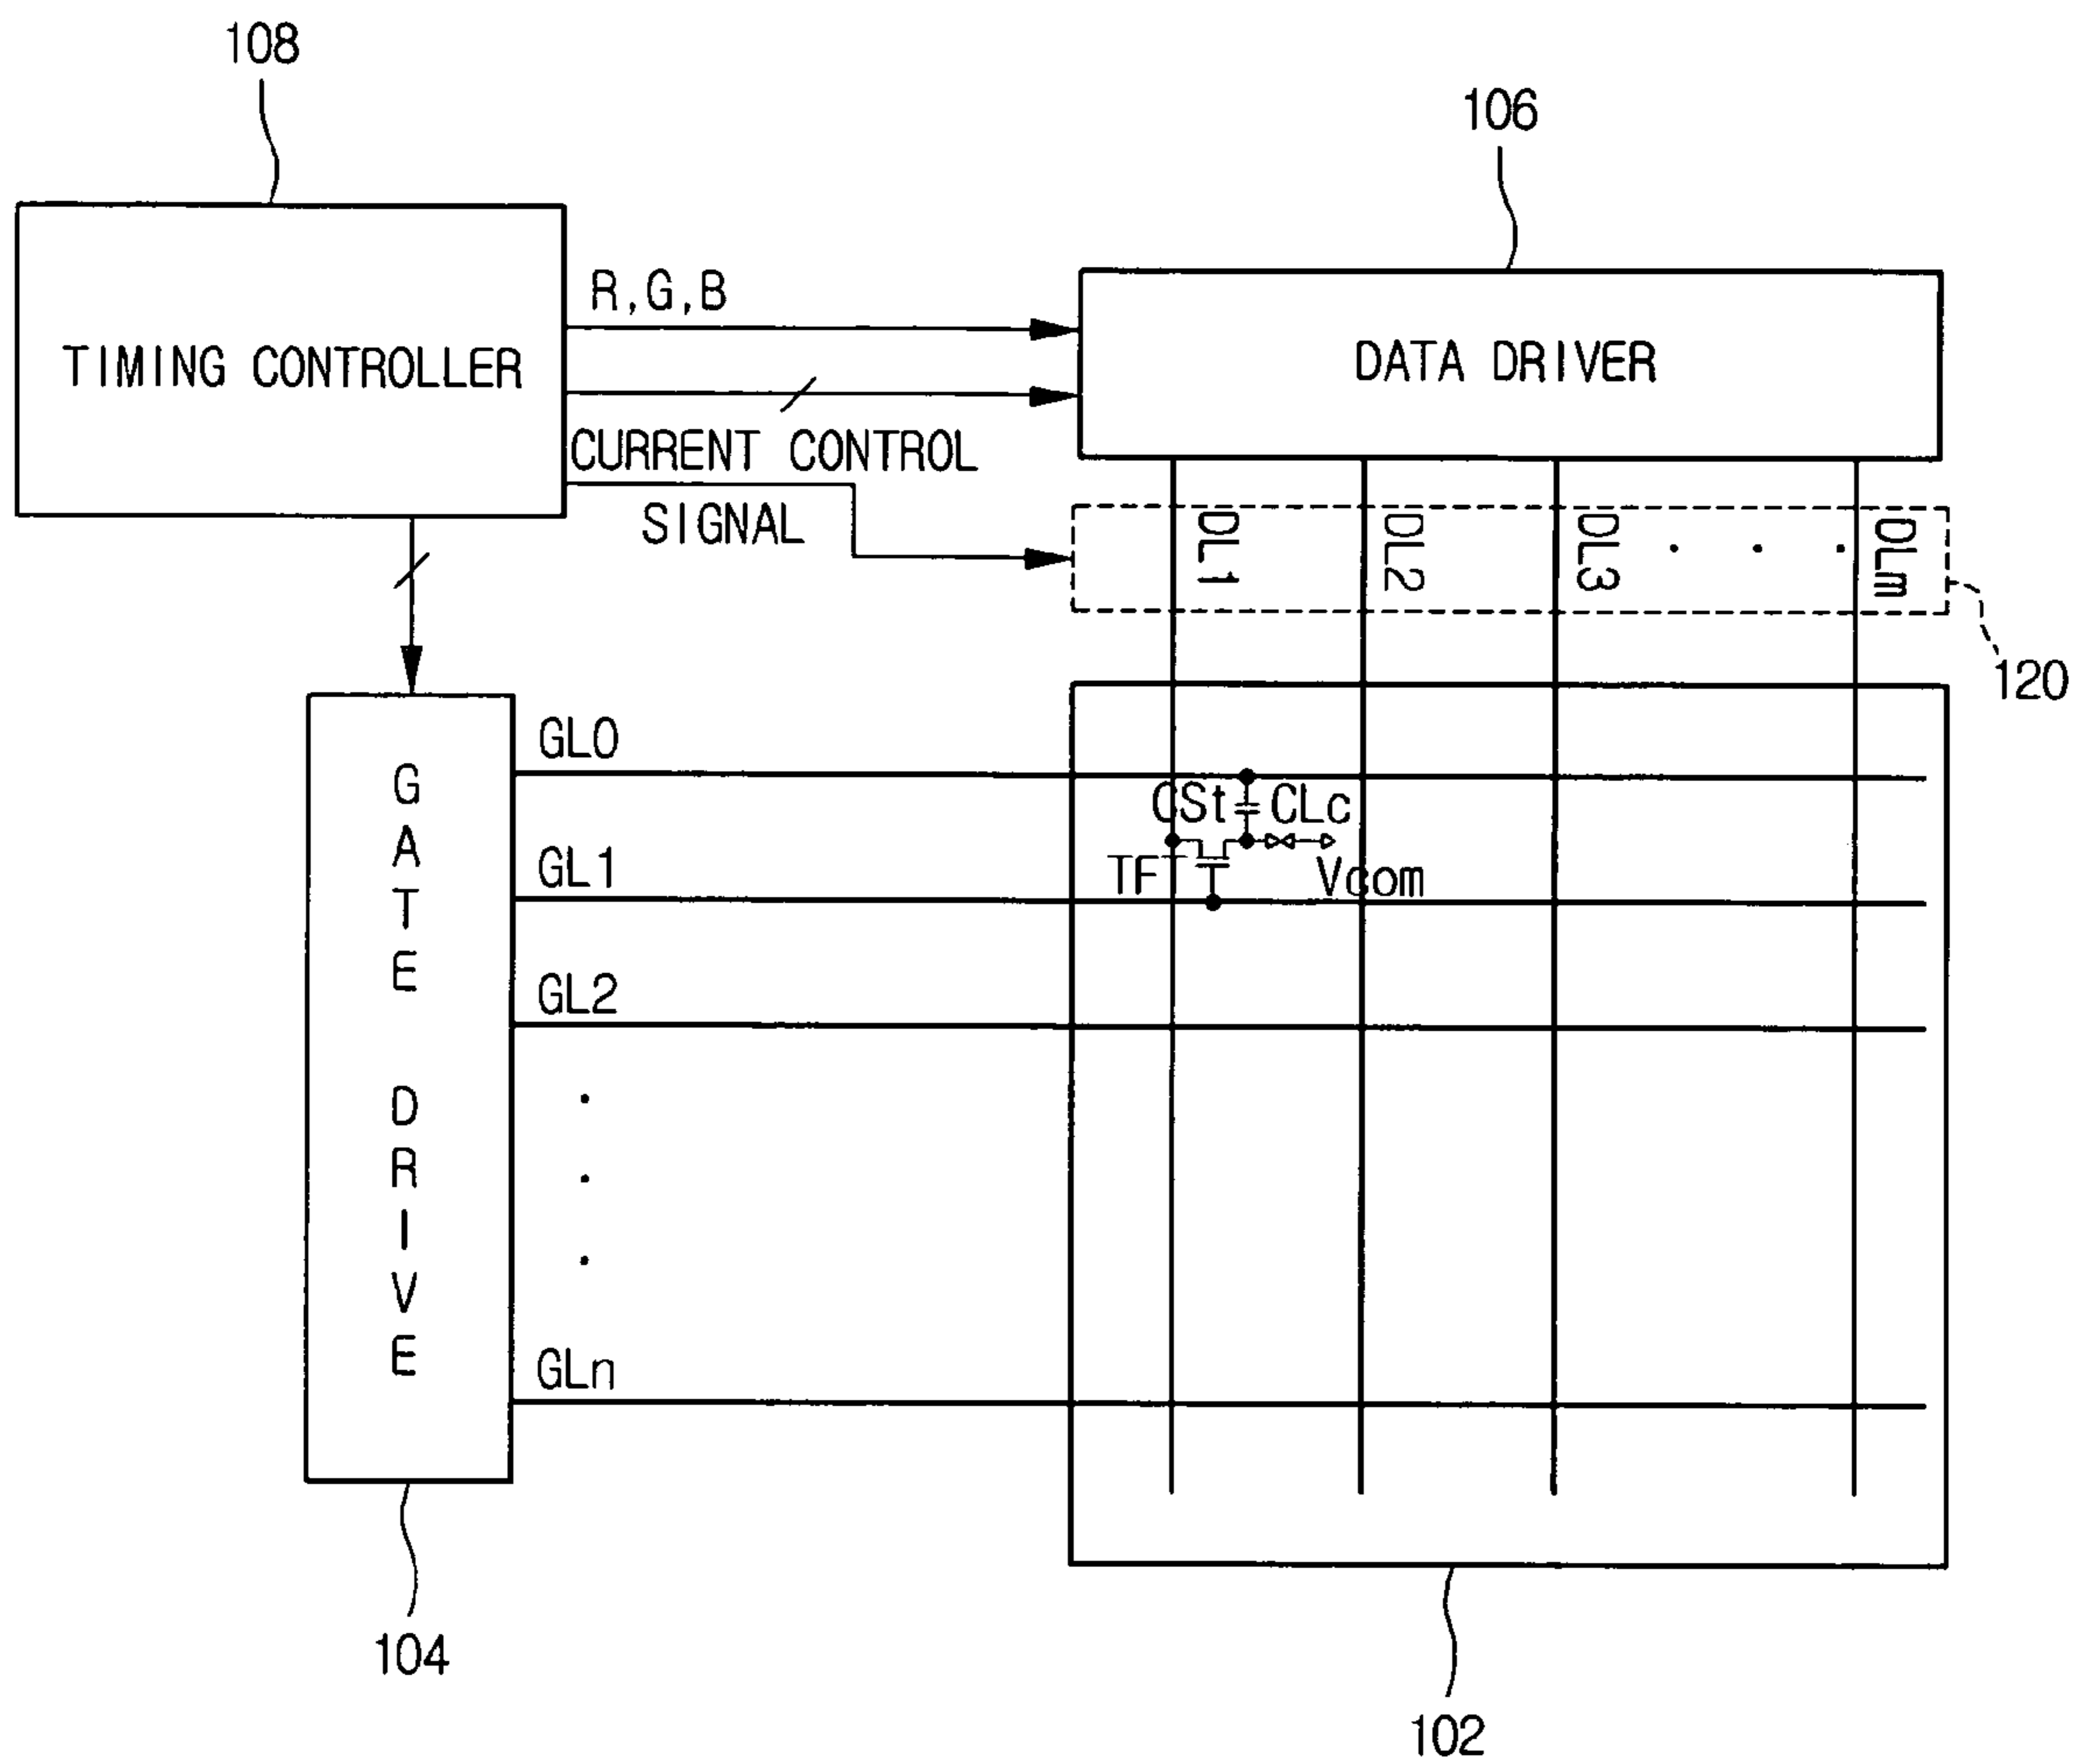 108
106
R,G,B
TIMING CONTROLLER
DATA DRIVER
CURRENT CONTROL
SIGNAL
DL1
DL2
DL3
. . .
DLm
120
GL0
CSt
CLc
GL1
TFT
Vcom
GL2
GATE DRIVE
.
.
.
GLn
104
102